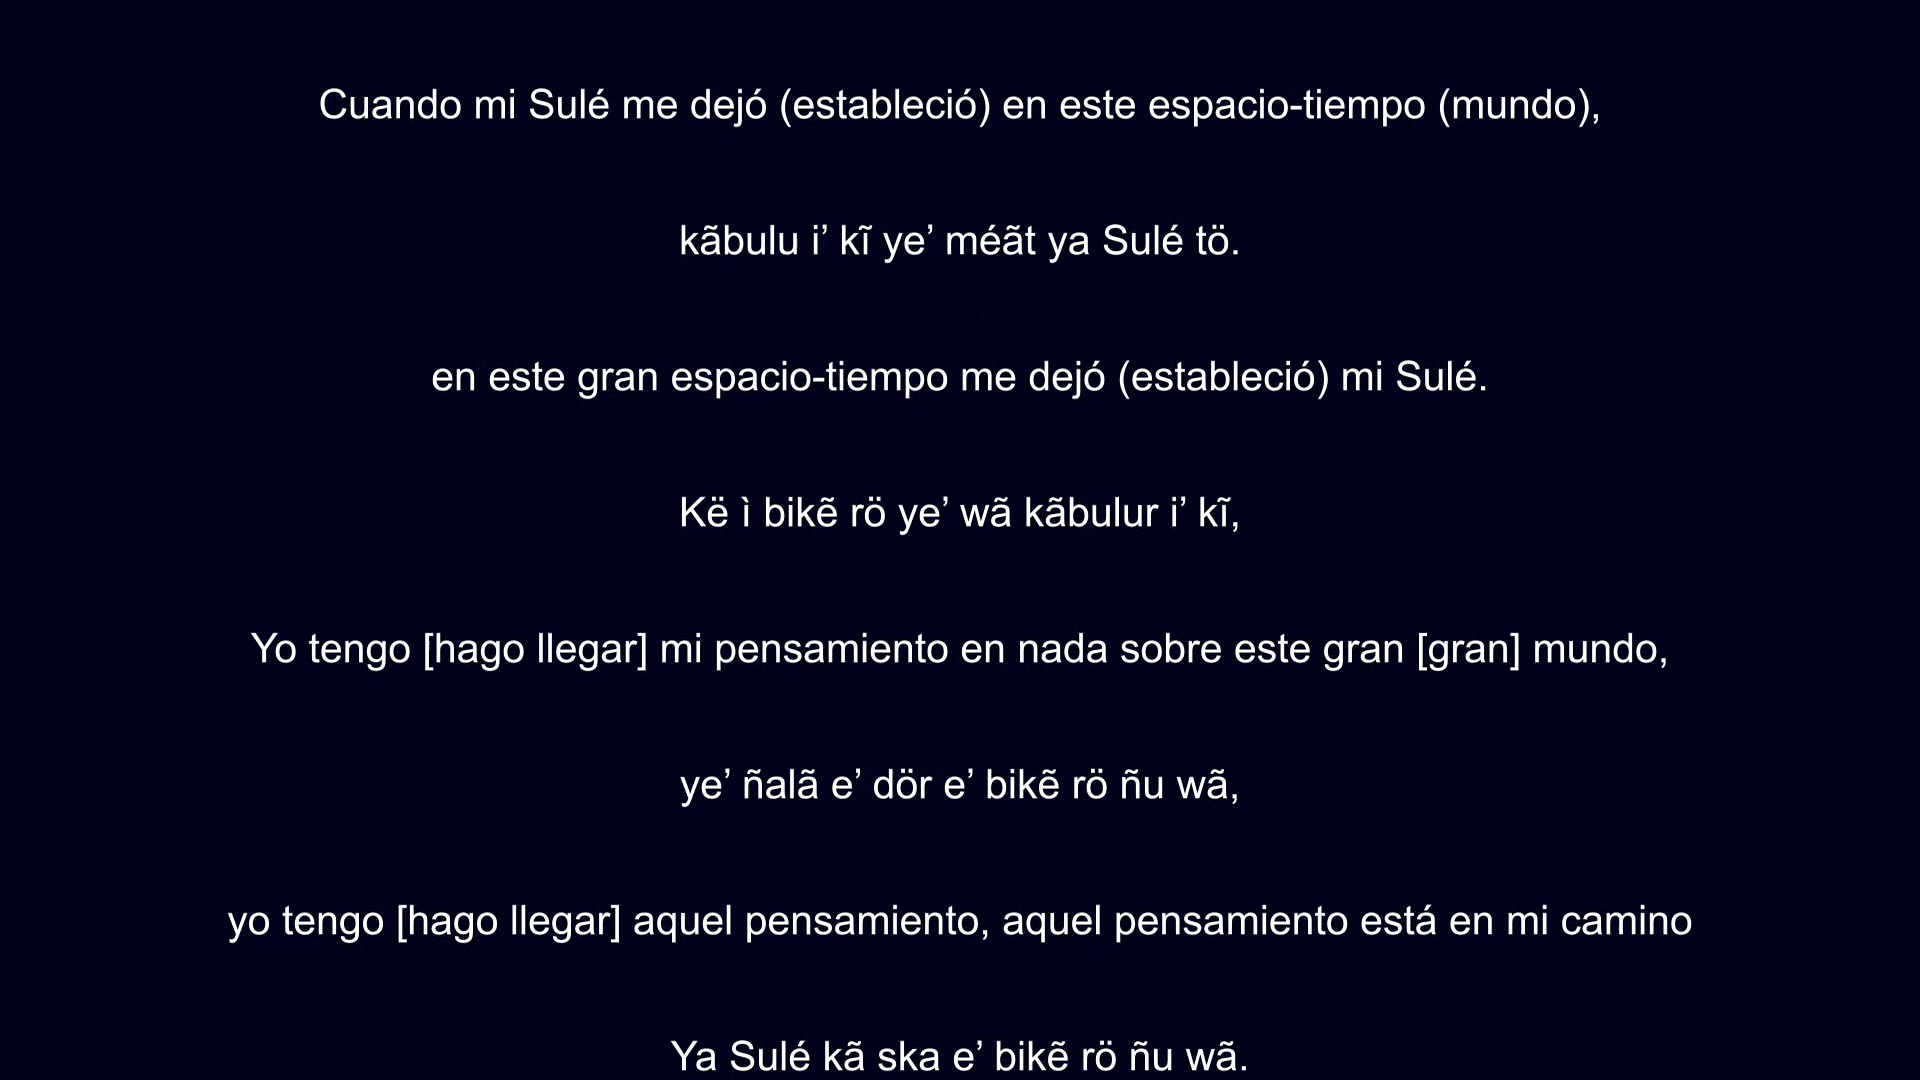 Cuando mi Sulé me dejó (estableció) en este espacio-tiempo (mundo),
kãbulu i’ kĩ ye’ méãt ya Sulé tö.
en este gran espacio-tiempo me dejó (estableció) mi Sulé.
Kë ì bikẽ rö ye’ wã kãbulur i’ kĩ,
Yo tengo [hago llegar] mi pensamiento en nada sobre este gran [gran] mundo,
ye’ ñalã e’ dör e’ bikẽ rö ñu wã,
yo tengo [hago llegar] aquel pensamiento, aquel pensamiento está en mi camino
Ya Sulé kã ska e’ bikẽ rö ñu wã.